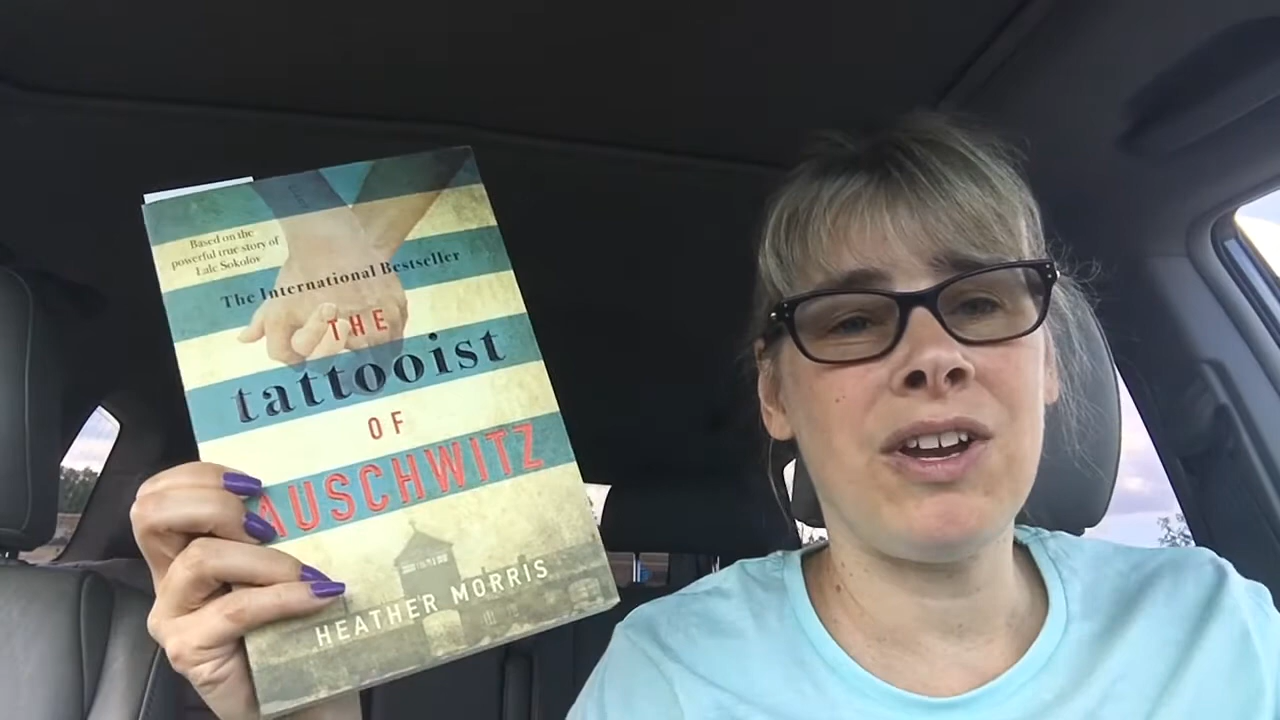 Based on the
powerful true story of
Lale Sokolov
The International Bestseller
THE
tattooist
OF
AUSCHWITZ
HEATHER MORRIS